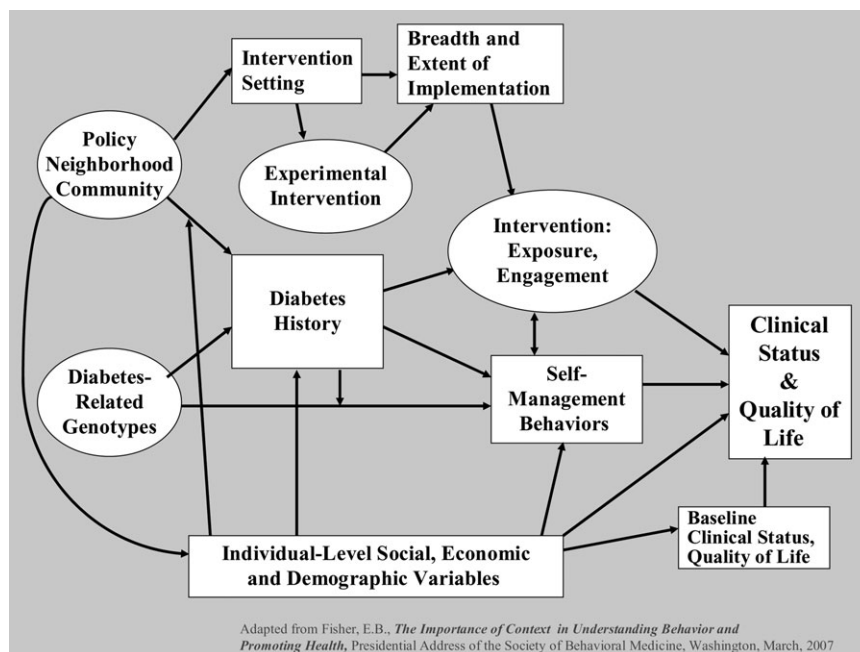 Intervention
Setting
Breadth and
Extent of
Implementation
Policy
Neighborhood
Community
Experimental
Intervention
Intervention:
Exposure,
Engagement
Diabetes
History
Clinical
Status
&
Quality of
Life
Diabetes-
Related
Genotypes
Self-
Management
Behaviors
Baseline
Clinical Status,
Quality of Life
Individual-Level Social, Economic
and Demographic Variables
Adapted from Fisher, E.B., The Importance of Context in Understanding Behavior and
Promoting Health, Presidential Address of the Society of Behavioral Medicine, Washington, March, 2007